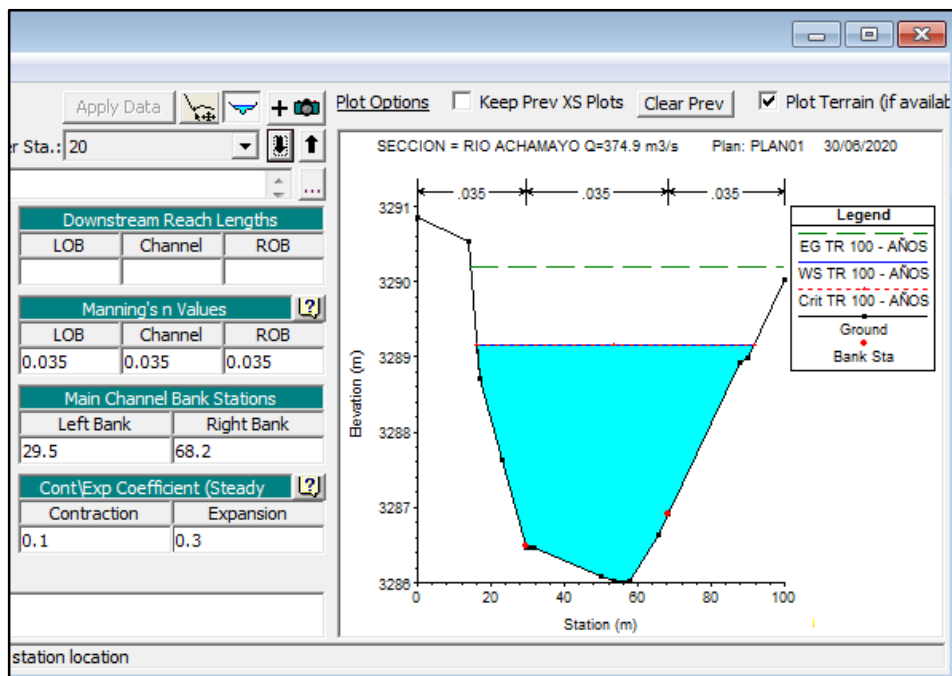 Apply Data
Plot Options Keep Prev XS Plots Clear Prev Plot Terrain (if availab
r Sta.: 20
...
Downstream Reach Lengths
LOB Channel ROB
Manning's n Values
LOB Channel ROB
0.035 0.035 0.035
Main Channel Bank Stations
Left Bank Right Bank
29.5 68.2
Cont\Exp Coefficient (Steady
Contraction Expansion
0.1 0.3
station location
SECCION = RIO ACHAMAYO Q=374.9 m3/s Plan: PLAN01 30/06/2020
.035 .035 .035
3291
3290
3289
3288
3287
3286
Elevation (m)
0 20 40 60 80 100
Station (m)
Legend
EG TR 100 - AÑOS
WS TR 100 - AÑOS
Crit TR 100 - AÑOS
Ground
Bank Sta